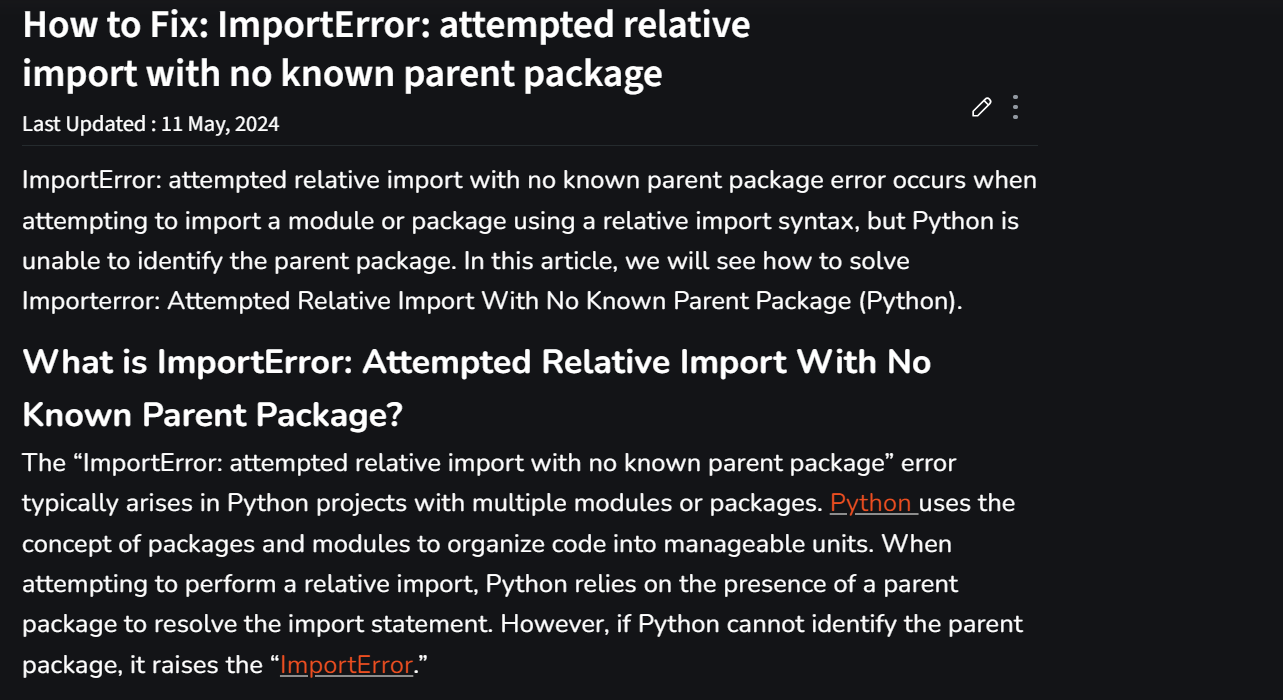 How to Fix: ImportError: attempted relative
import with no known parent package
Last Updated : 11 May, 2024
ImportError: attempted relative import with no known parent package error occurs when
attempting to import a module or package using a relative import syntax, but Python is
unable to identify the parent package. In this article, we will see how to solve
Importerror: Attempted Relative Import With No Known Parent Package (Python).
What is ImportError: Attempted Relative Import With No
Known Parent Package?
The “ImportError: attempted relative import with no known parent package” error
typically arises in Python projects with multiple modules or packages. Python uses the
concept of packages and modules to organize code into manageable units. When
attempting to perform a relative import, Python relies on the presence of a parent
package to resolve the import statement. However, if Python cannot identify the parent
package, it raises the “ImportError.”